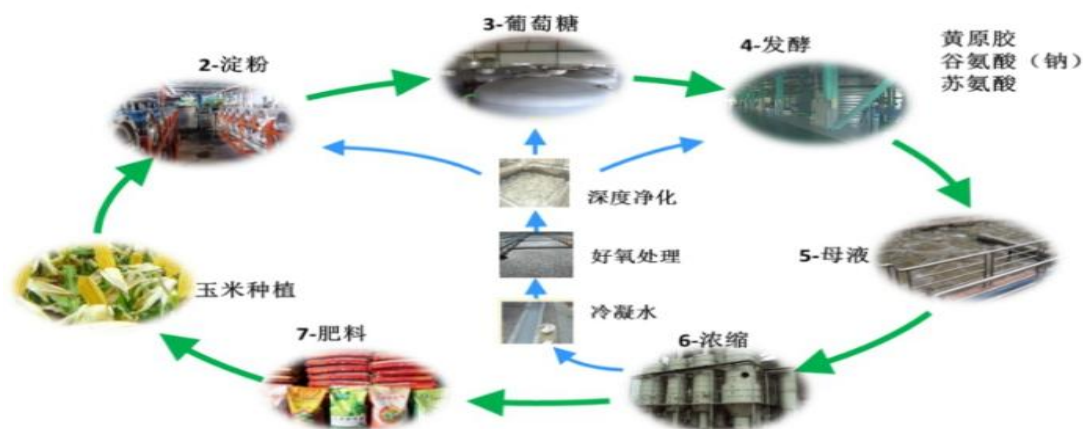 3-葡萄糖
4-发酵
黄原胶
谷氨酸（钠）
苏氨酸
2-淀粉
深度净化
好氧处理
5-母液
玉米种植
冷凝水
7-肥料
6-浓缩